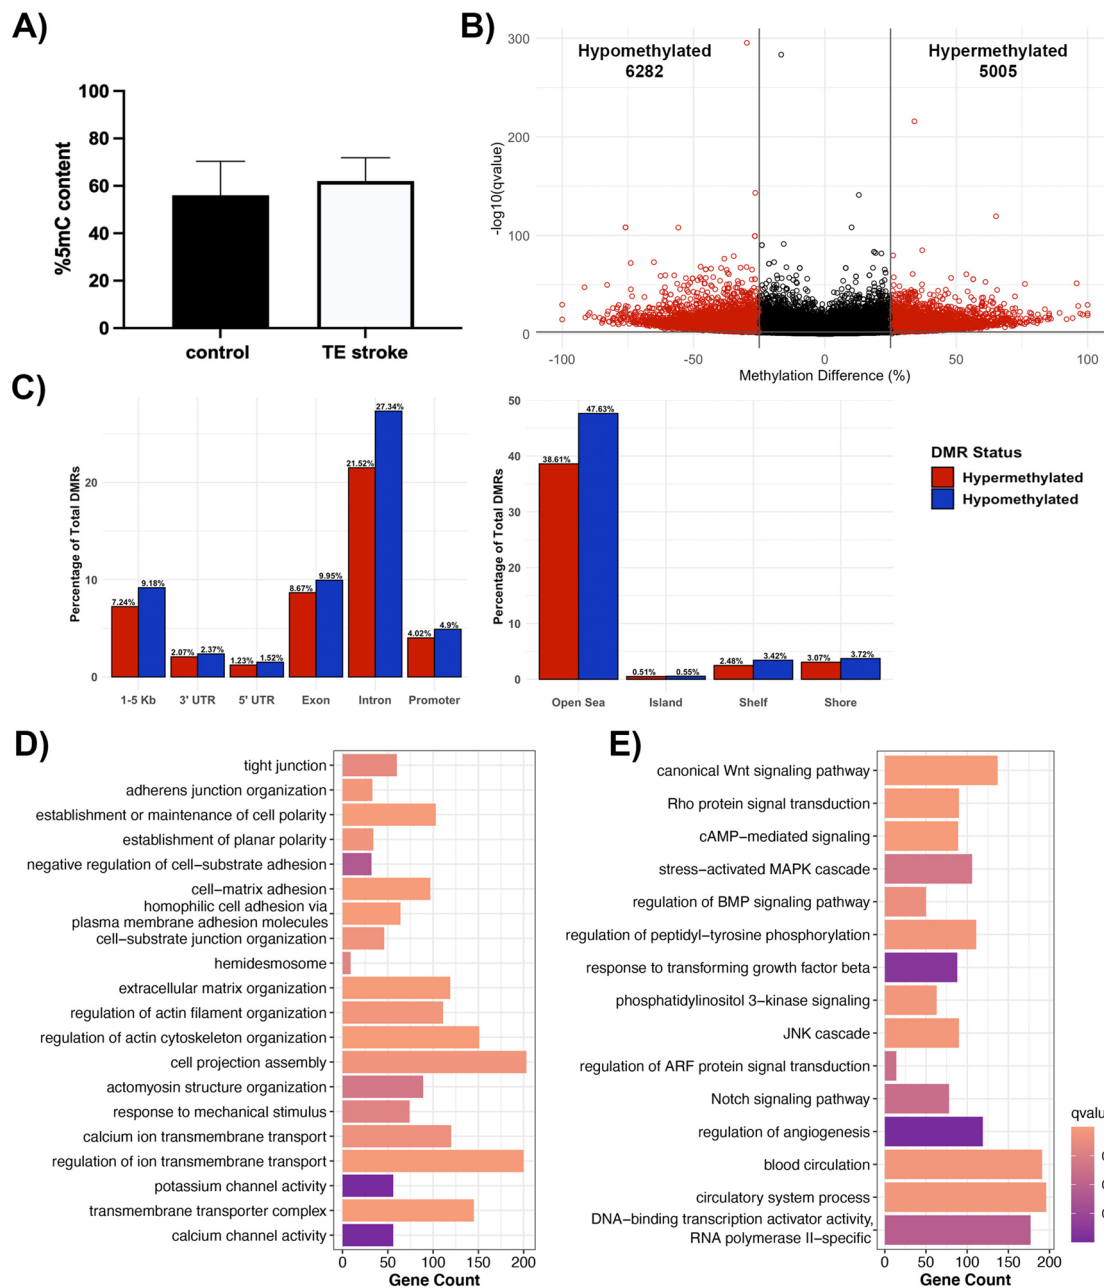 A)
100
80
60
40
20
0
%5mC content
control
TE stroke
B)
Hypomethylated
6282
Hypermethylated
5005
300
200
100
0
-log10(qvalue)
-100
-50
0
50
100
Methylation Difference (%)
C)
Percentage of Total DMRs
20
10
0
7.24%
9.18%
2.07%
2.37%
1.23%
1.52%
8.67%
9.95%
21.52%
27.34%
4.02%
4.9%
1-5 Kb
3' UTR
5' UTR
Exon
Intron
Promoter
Percentage of Total DMRs
50
40
30
20
10
0
38.61%
47.63%
0.51%
0.55%
2.48%
3.42%
3.07%
3.72%
Open Sea
Island
Shelf
Shore
DMR Status
Hypermethylated
Hypomethylated
D)
tight junction
adherens junction organization
establishment or maintenance of cell polarity
establishment of planar polarity
negative regulation of cell-substrate adhesion
cell-matrix adhesion
homophilic cell adhesion via
plasma membrane adhesion molecules
cell-substrate junction organization
hemidesmosome
extracellular matrix organization
regulation of actin filament organization
regulation of actin cytoskeleton organization
cell projection assembly
actomyosin structure organization
response to mechanical stimulus
calcium ion transmembrane transport
regulation of ion transmembrane transport
potassium channel activity
transmembrane transporter complex
calcium channel activity
0
50
100
150
200
Gene Count
E)
canonical Wnt signaling pathway
Rho protein signal transduction
cAMP-mediated signaling
stress-activated MAPK cascade
regulation of BMP signaling pathway
regulation of peptidyl-tyrosine phosphorylation
response to transforming growth factor beta
phosphatidylinositol 3-kinase signaling
JNK cascade
regulation of ARF protein signal transduction
Notch signaling pathway
regulation of angiogenesis
blood circulation
circulatory system process
DNA-binding transcription activator activity,
RNA polymerase II-specific
0
50
100
150
200
Gene Count